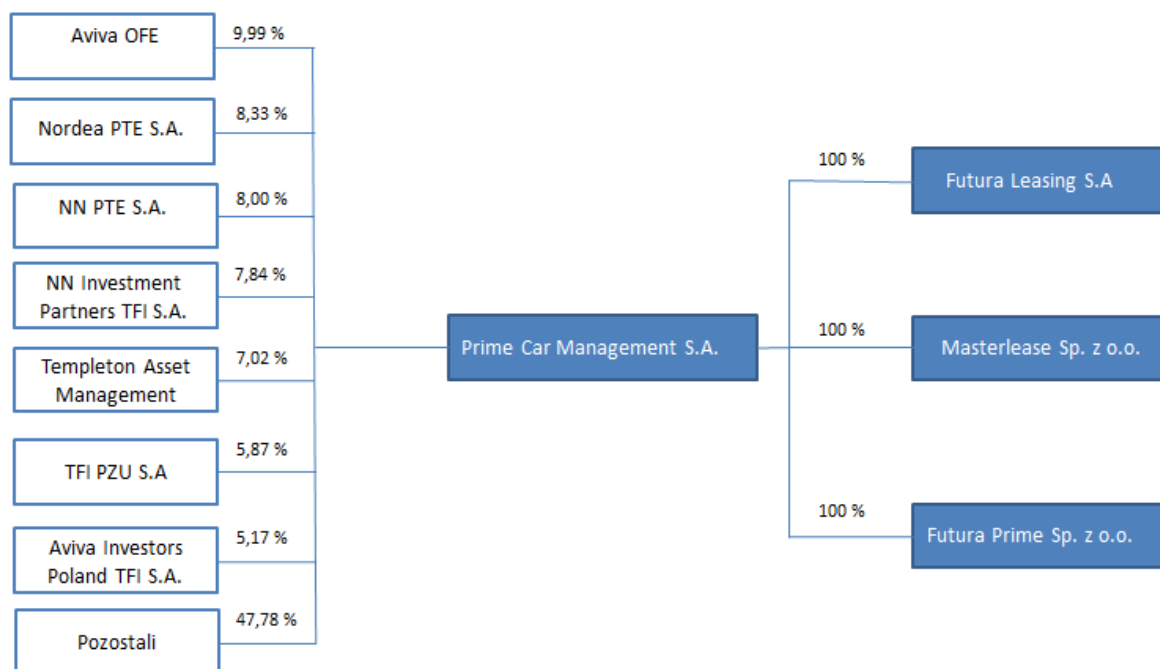 Aviva OFE
9,99 %
Nordea PTE S.A.
8,33 %
NN PTE S.A.
8,00 %
NN Investment
Partners TFI S.A.
7,84 %
Templeton Asset
Management
7,02 %
TFI PZU S.A
5,87 %
Aviva Investors
Poland TFI S.A.
5,17 %
Pozostali
47,78 %
Prime Car Management S.A.
100 %
Futura Leasing S.A
100 %
Masterlease Sp. z o.o.
100 %
Futura Prime Sp. z o.o.